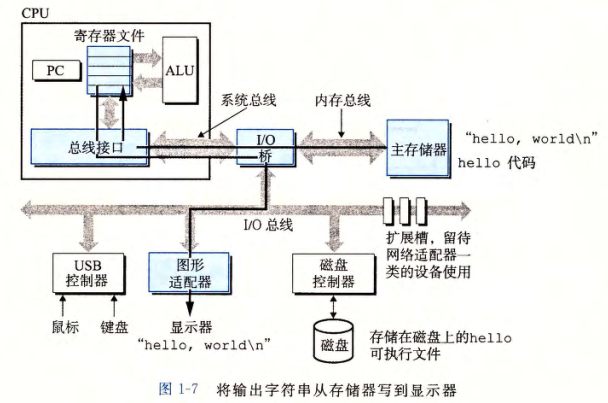 CPU
寄存器文件
PC
ALU
系统总线
内存总线
总线接口
I/O
桥
主存储器
“hello, world\n”
hello 代码
I/O 总线
扩展槽，留待
网络适配器一
类的设备使用
USB
控制器
图形
适配器
磁盘
控制器
鼠标
键盘
显示器
“hello, world\n”
磁盘
存储在磁盘上的hello
可执行文件
图 1-7 将输出字符串从存储器写到显示器